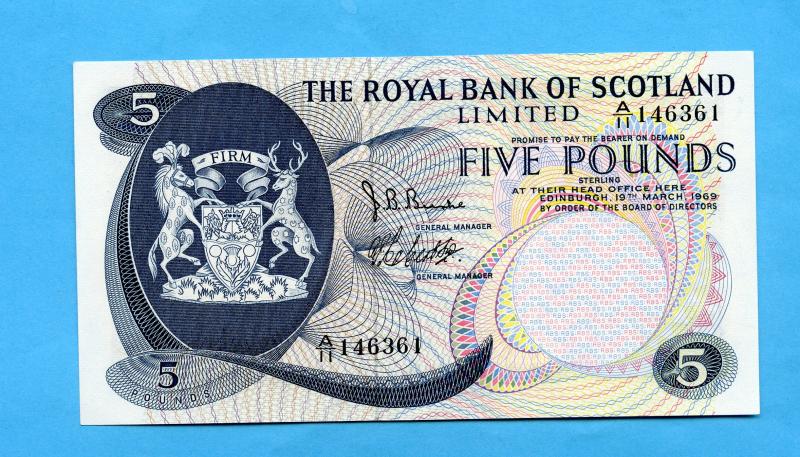 THE ROYAL BANK OF SCOTLAND
LIMITED A/11 146361
PROMISE TO PAY THE BEARER ON DEMAND
FIVE POUNDS
STERLING
AT THEIR HEAD OFFICE HERE
EDINBURGH, 19TH MARCH, 1969
BY ORDER OF THE BOARD OF DIRECTORS
5
FIRM
J. B. Burke
GENERAL MANAGER
GENERAL MANAGER
A/11 146361
5
POUNDS
5